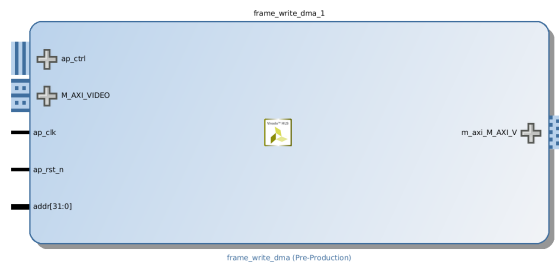 frame_write_dma_1
ap_ctrl
M_AXI_VIDEO
ap_clk
m_axi_M_AXI_V
ap_rst_n
addr[31:0]
frame_write_dma (Pre-Production)